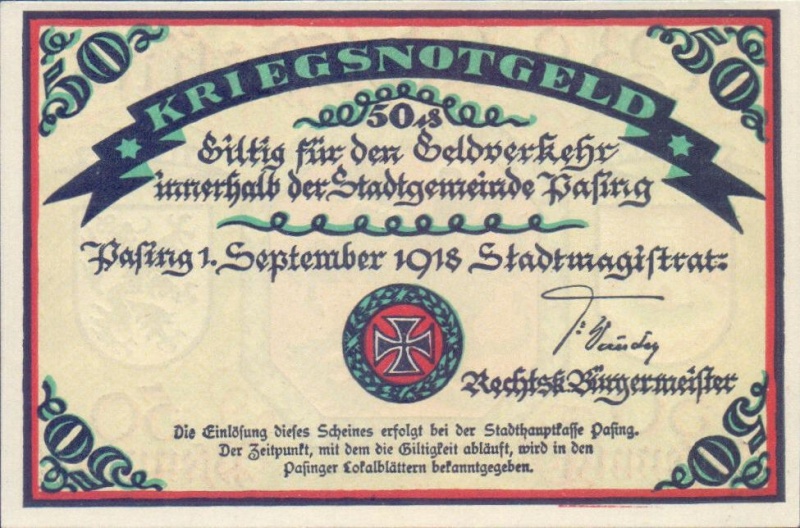 50
50
KRIEGSNOTGELD
50 ₰
Giltig für den Geldverkehr
innerhalb der Stadtgemeinde Pasing
Pasing 1. September 1918 Stadtmagistrat:
Rechtsk. Bürgermeister
Die Einlösung dieses Scheines erfolgt bei der Stadthauptkasse Pasing.
Der Zeitpunkt, mit dem die Giltigkeit abläuft, wird in den
Pasinger Lokalblättern bekanntgegeben.
50
50